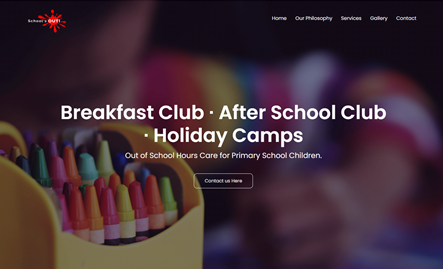 School's OUT!
Home
Our Philosophy
Services
Gallery
Contact
Breakfast Club · After School Club
· Holiday Camps
Out of School Hours Care for Primary School Children.
Contact us Here